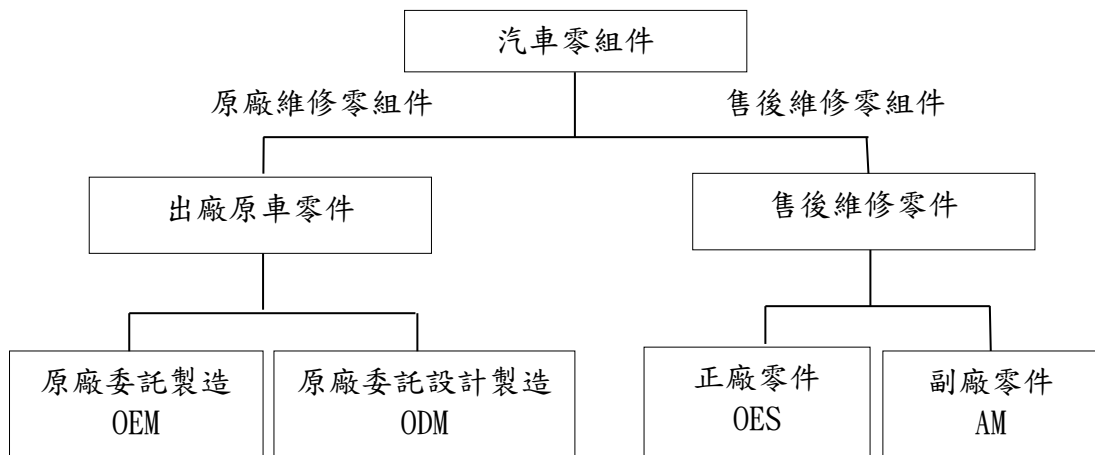 汽車零組件
原廠維修零組件
售後維修零組件
出廠原車零件
售後維修零件
原廠委託製造
OEM
原廠委託設計製造
ODM
正廠零件
OES
副廠零件
AM